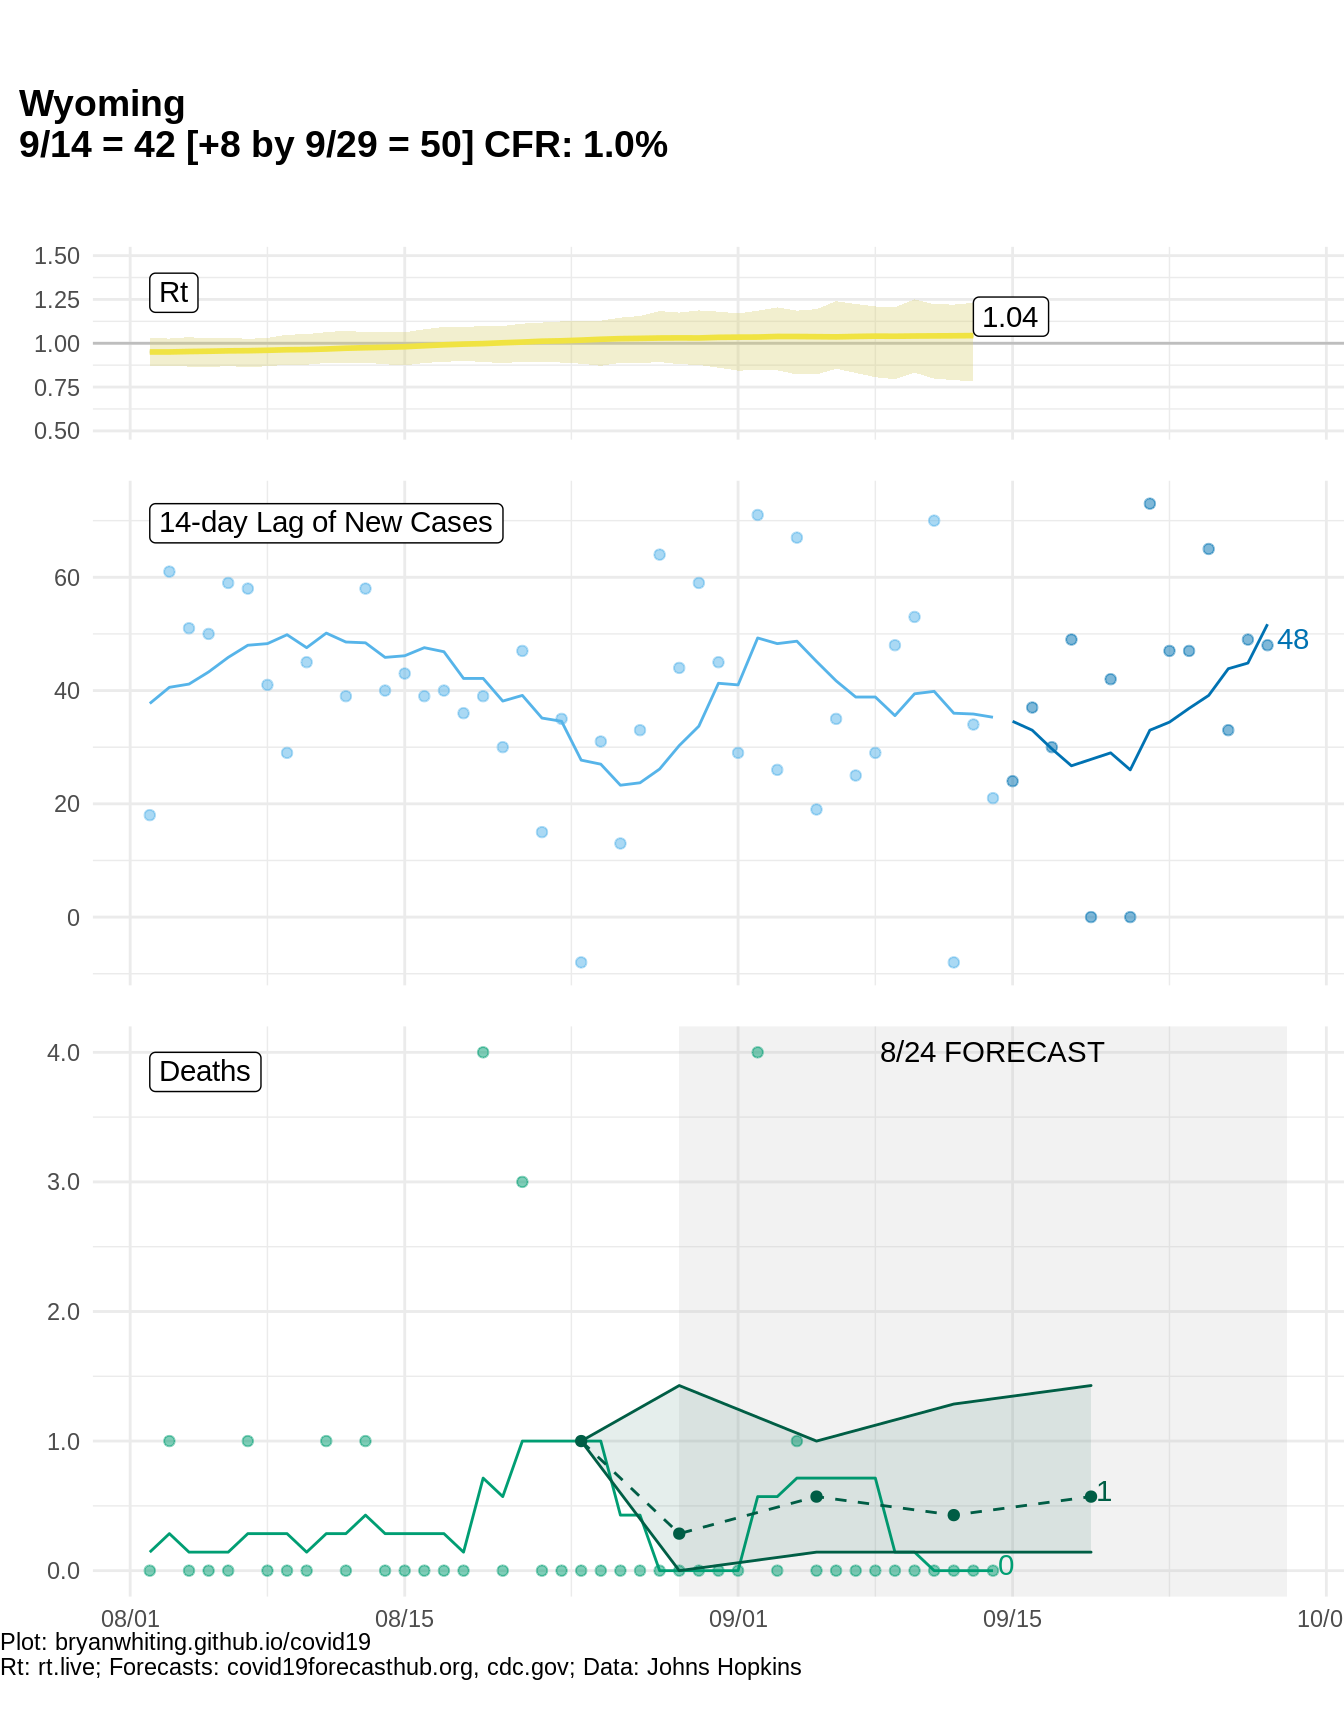 Wyoming
9/14 = 42 [+8 by 9/29 = 50] CFR: 1.0%
1.50
Rt
1.25
1.04
1.00
0.75
0.50
14-day Lag of New Cases
60
48
40
20
0
4.0
8/24 FORECAST
Deaths
3.0
2.0
1.0
1
0.0
0
08/01
08/15
09/01
09/15
10/0
Plot: bryanwhiting.github.io/covid19
Rt: rt.live; Forecasts: covid19forecasthub.org, cdc.gov; Data: Johns Hopkins